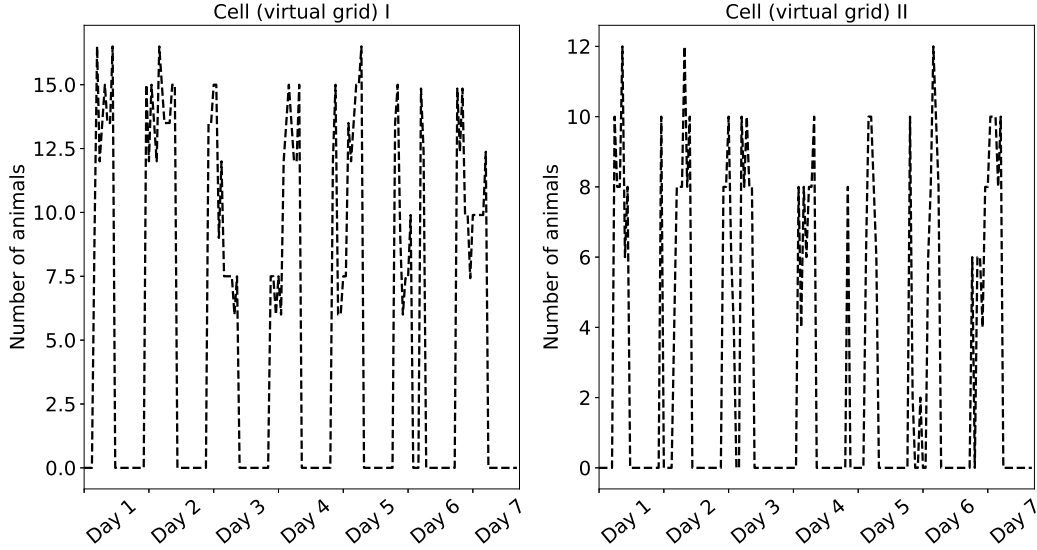 Cell (virtual grid) I
Number of animals
15.0
12.5
10.0
7.5
5.0
2.5
0.0
Day 1
Day 2
Day 3
Day 4
Day 5
Day 6
Day 7
Cell (virtual grid) II
Number of animals
12
10
8
6
4
2
0
Day 1
Day 2
Day 3
Day 4
Day 5
Day 6
Day 7